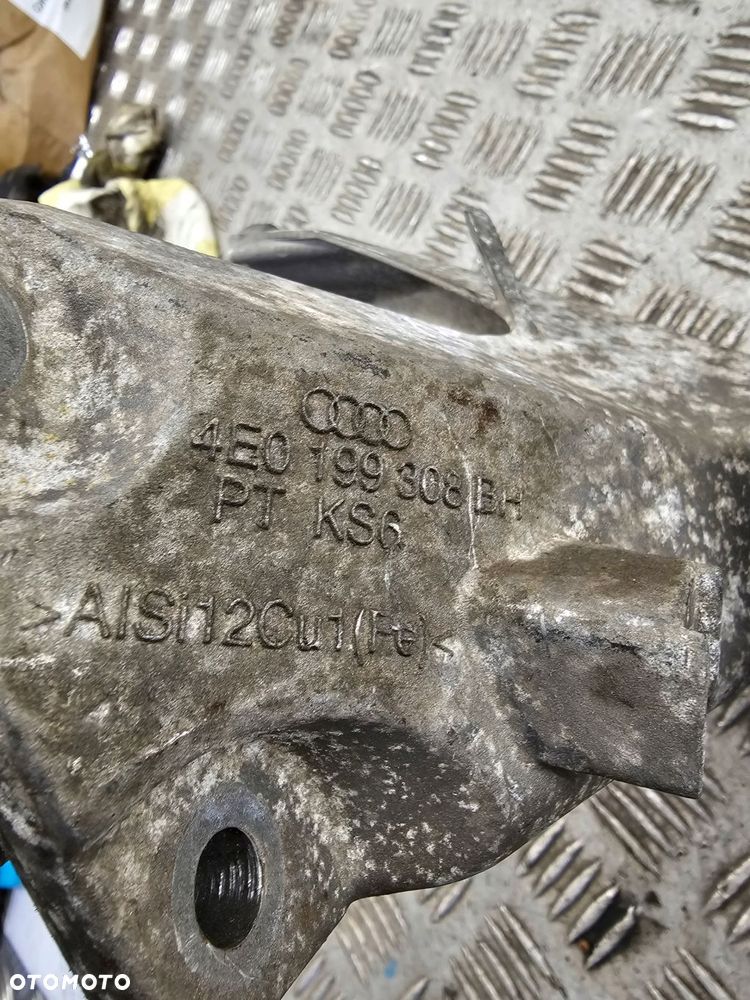 4E0 199 308 BH
PT KS6
>AlSi12Cu1(Fe)<
OTOMOTO